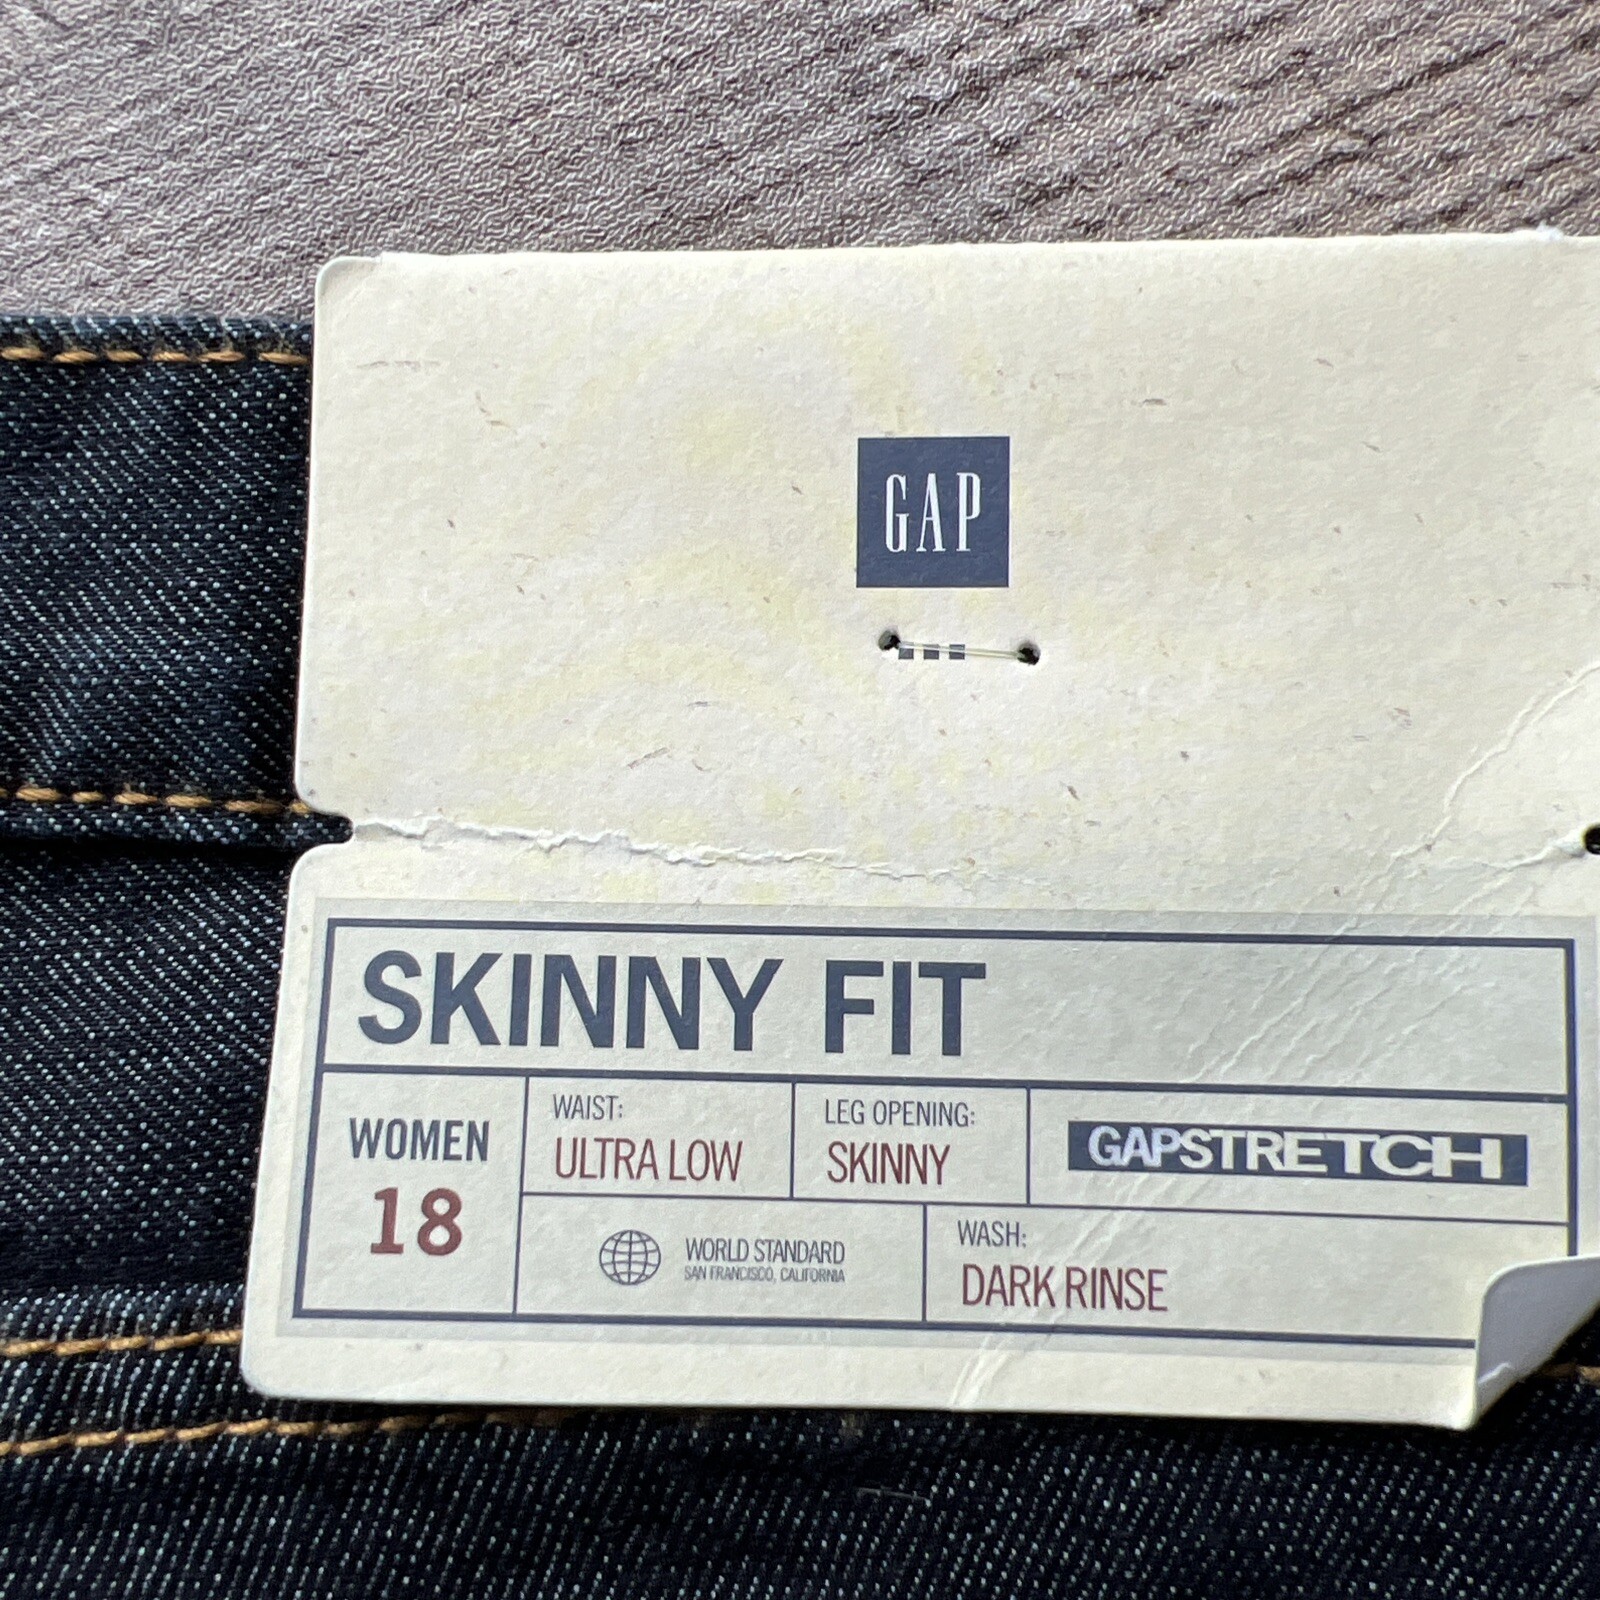 GAP
SKINNY FIT
WOMEN
18
WAIST:
ULTRA LOW
LEG OPENING:
SKINNY
GAPSTRETCH
WORLD STANDARD
SAN FRANCISCO, CALIFORNIA
WASH:
DARK RINSE